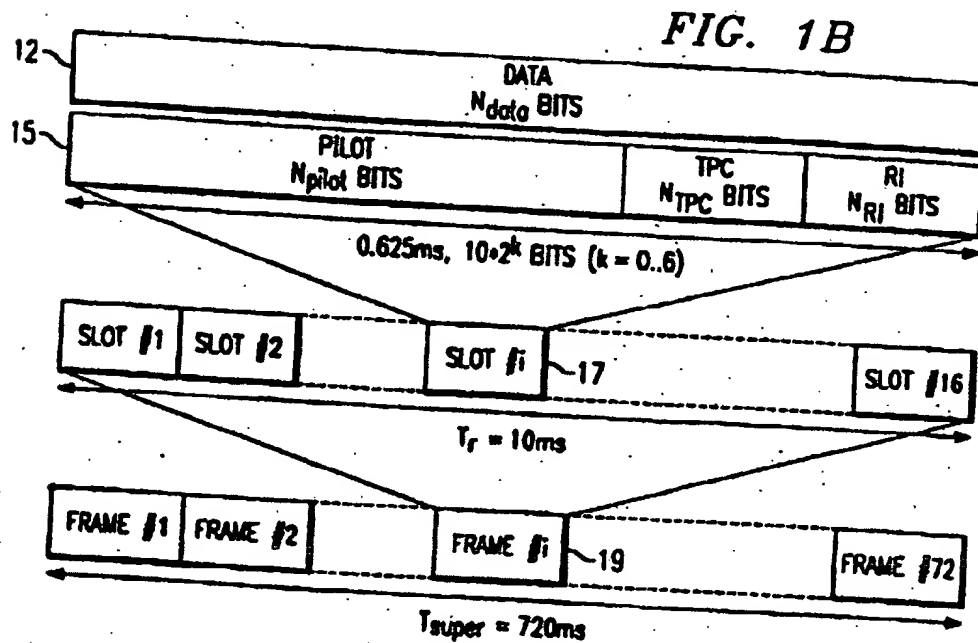 FIG. 1B
12
DATA
N_data BITS
15
PILOT
N_pilot BITS
TPC
N_TPC BITS
RI
N_RI BITS
0.625ms, 10•2^k BITS (k = 0..6)
SLOT #1 SLOT #2 SLOT #i 17 SLOT #16
T_r = 10ms
FRAME #1 FRAME #2 FRAME #i 19 FRAME #72
T_super = 720ms